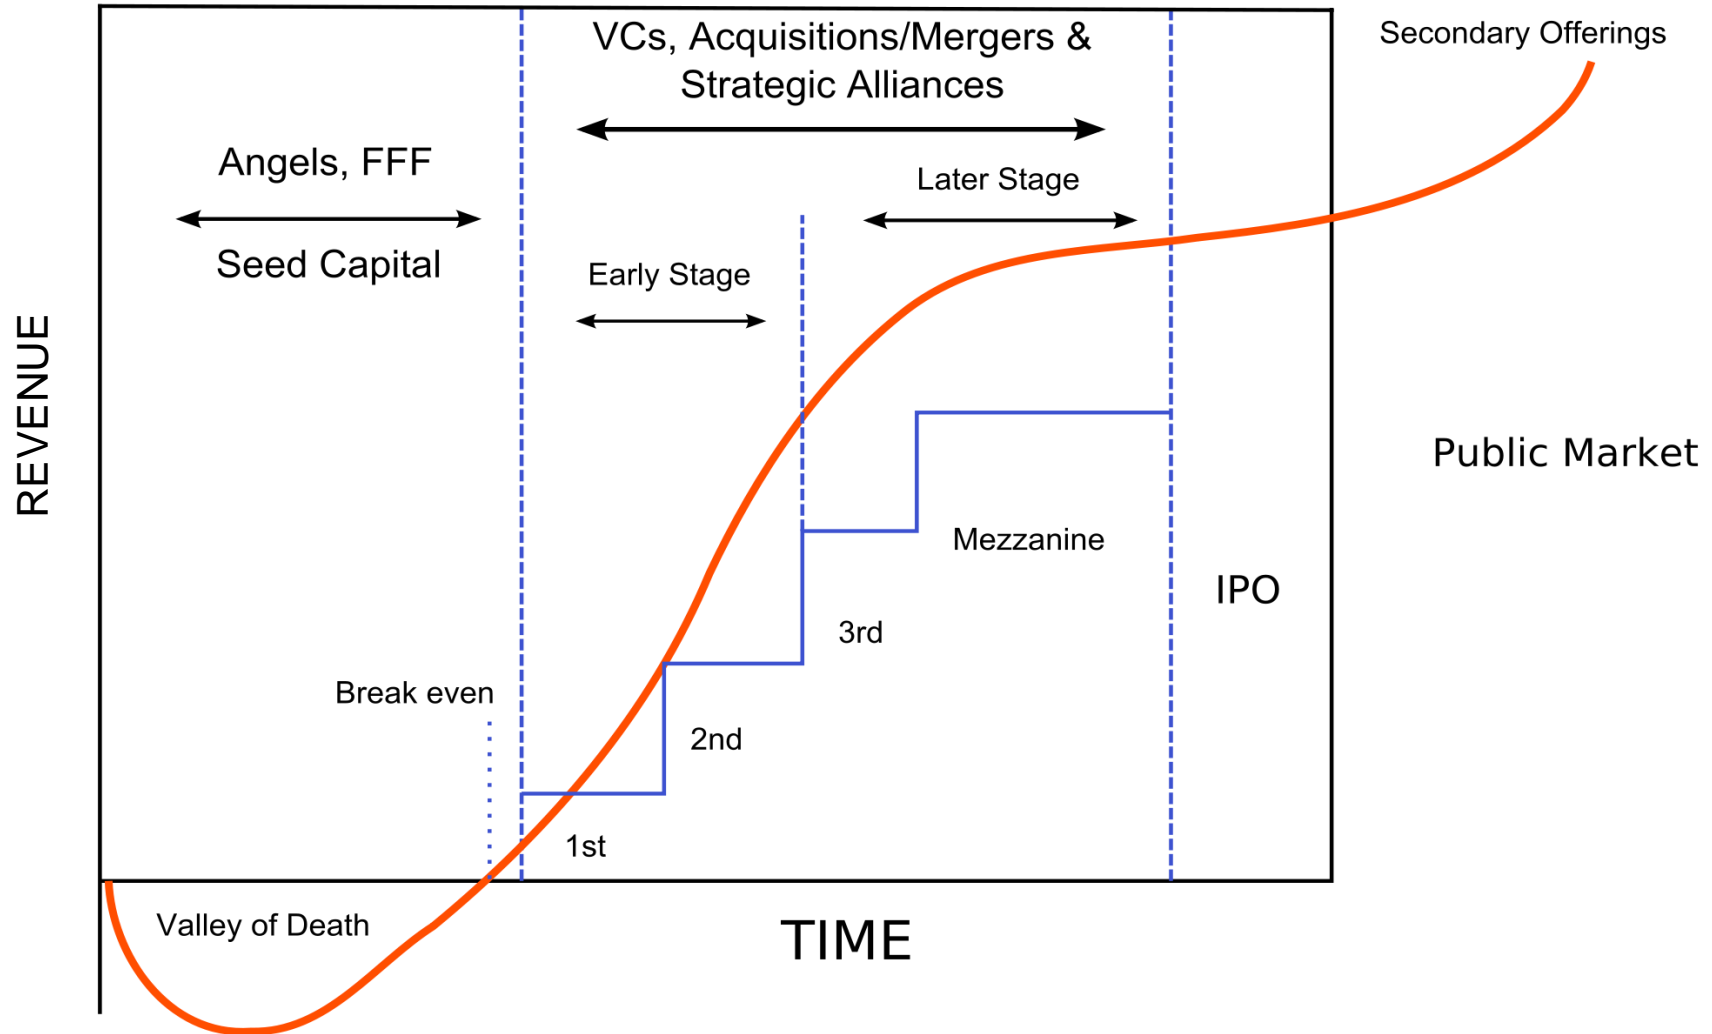 VCs, Acquisitions/Mergers &
Strategic Alliances
Secondary Offerings
Angels, FFF
Seed Capital
Later Stage
Early Stage
REVENUE
Public Market
Mezzanine
IPO
3rd
Break even
2nd
1st
Valley of Death
TIME